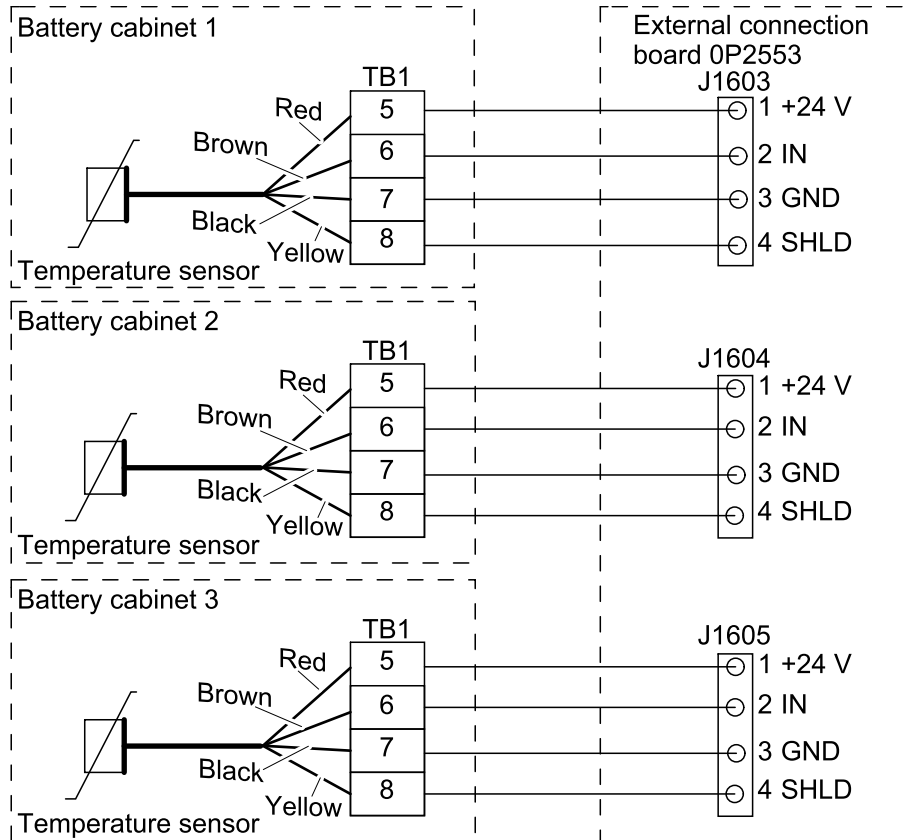 Battery cabinet 1
External connection
board 0P2553
TB1
J1603
Red
5
1 +24 V
Brown
6
2 IN
7
3 GND
Black
8
4 SHLD
Yellow
Temperature sensor
Battery cabinet 2
TB1
J1604
Red
5
1 +24 V
Brown
6
2 IN
7
3 GND
Black
8
4 SHLD
Yellow
Temperature sensor
Battery cabinet 3
TB1
J1605
Red
5
1 +24 V
Brown
6
2 IN
7
3 GND
Black
8
4 SHLD
Yellow
Temperature sensor